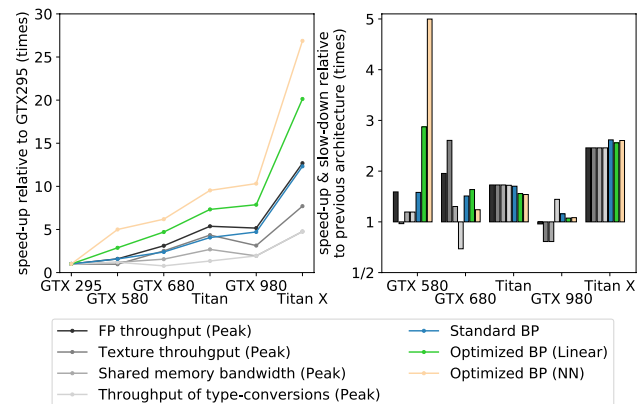 30
25
20
15
10
5
0
speed-up relative to GTX295 (times)
GTX 295
GTX 580
GTX 680
Titan
GTX 980
Titan X
speed-up & slow-down relative
to previous architecture (times)
5
4
3
2
1
1/2
GTX 580
GTX 680
Titan
GTX 980
Titan X
FP throughput (Peak)
Texture throuhgput (Peak)
Shared memory bandwidth (Peak)
Throughput of type-conversions (Peak)
Standard BP
Optimized BP (Linear)
Optimized BP (NN)